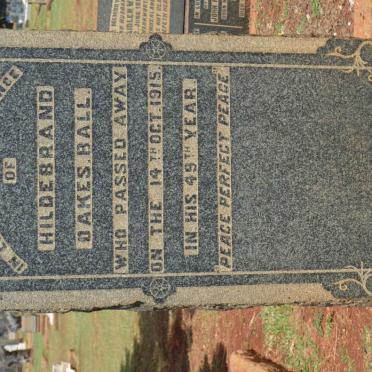 OF
HILDEBRAND
OAKES. BALL
WHO PASSED AWAY
ON THE 14TH OCT. 1915.
IN HIS 49TH YEAR.
PEACE PERFECT PEACE